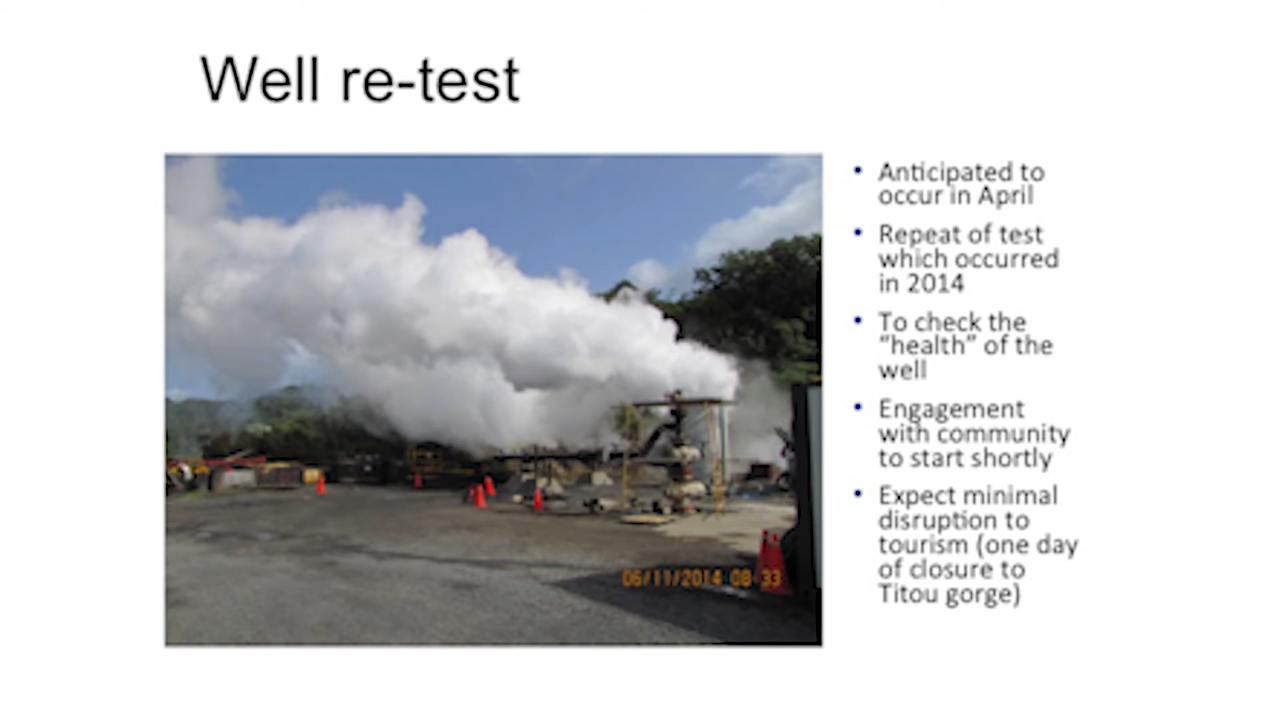 Well re-test
• Anticipated to
occur in April
• Repeat of test
which occurred
in 2014
• To check the
“health” of the
well
• Engagement
with community
to start shortly
• Expect minimal
disruption to
tourism (one day
of closure to
Titou gorge)
06/11/2014 08 33